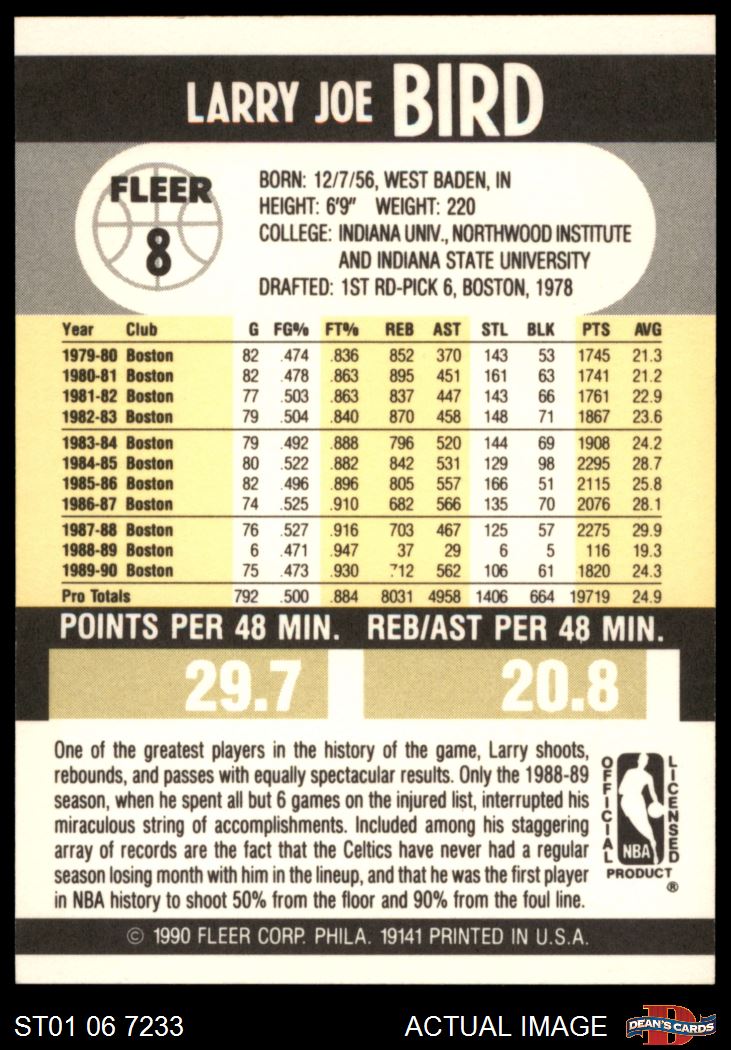 LARRY JOE BIRD
FLEER
8
BORN: 12/7/56, WEST BADEN, IN
HEIGHT: 6'9" WEIGHT: 220
COLLEGE: INDIANA UNIV., NORTHWOOD INSTITUTE
AND INDIANA STATE UNIVERSITY
DRAFTED: 1ST RD-PICK 6, BOSTON, 1978
Year Club G FG% FT% REB AST STL BLK PTS AVG
1979-80 Boston 82 .474 .836 852 370 143 53 1745 21.3
1980-81 Boston 82 .478 .863 895 451 161 63 1741 21.2
1981-82 Boston 77 .503 .863 837 447 143 66 1761 22.9
1982-83 Boston 79 .504 .840 870 458 148 71 1867 23.6
1983-84 Boston 79 .492 .888 796 520 144 69 1908 24.2
1984-85 Boston 80 .522 .882 842 531 129 98 2295 28.7
1985-86 Boston 82 .496 .896 805 557 166 51 2115 25.8
1986-87 Boston 74 .525 .910 682 566 135 70 2076 28.1
1987-88 Boston 76 .527 .916 703 467 125 57 2275 29.9
1988-89 Boston 6 .471 .947 37 29 6 5 116 19.3
1989-90 Boston 75 .473 .930 712 562 106 61 1820 24.3
Pro Totals 792 .500 .884 8031 4958 1406 664 19719 24.9
POINTS PER 48 MIN. REB/AST PER 48 MIN.
29.7 20.8
One of the greatest players in the history of the game, Larry shoots,
rebounds, and passes with equally spectacular results. Only the 1988-89
season, when he spent all but 6 games on the injured list, interrupted his
miraculous string of accomplishments. Included among his staggering
array of records are the fact that the Celtics have never had a regular
season losing month with him in the lineup, and that he was the first player
in NBA history to shoot 50% from the floor and 90% from the foul line.
OFFICIAL
NBA
LICENSED
PRODUCT
®
© 1990 FLEER CORP. PHILA. 19141 PRINTED IN U.S.A.
ST01 06 7233 ACTUAL IMAGE
D
DEAN'S CARDS